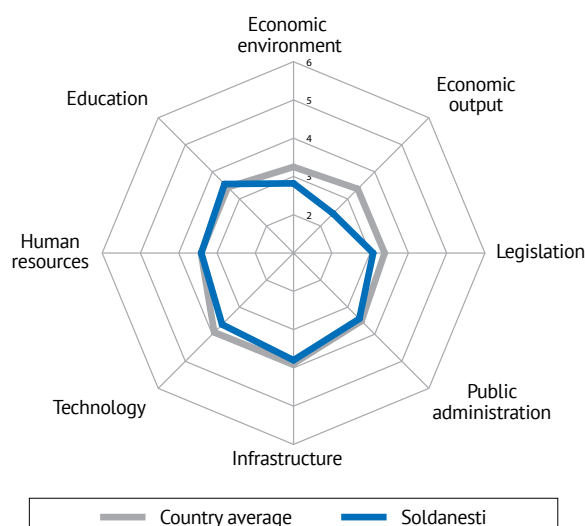 Economic
environment
6
5
4
3
2
Economic
output
Legislation
Public
administration
Infrastructure
Technology
Human
resources
Education
Country average
Soldanesti